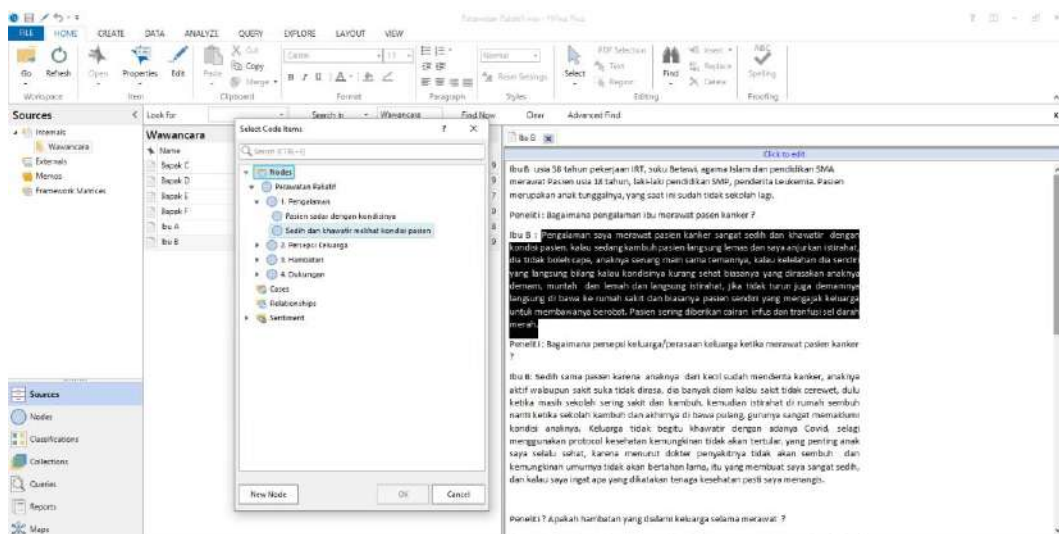 FILE HOME CREATE DATA ANALYZE QUERY EXPLORE LAYOUT VIEW
Go Refresh Open Properties Edit Paste
Cut
Copy
Merge
PDF Selection
Text
Region
Select
Find
Insert
Replace
Delete
ABC
Spelling
Reset Settings
Workspace Item Clipboard Format Paragraph Styles Editing Proofing
Sources
Look for Search In Wawancara Find Now Clear Advanced Find
Internals
Wawancara
Externals
Memos
Framework Matrices
Wawancara
Name
Bapak C
Bapak D
Bapak E
Bapak F
Ibu A
Ibu B
Select Code Items
Nodes
Perawatan Paliatif
1. Pengalaman
Pasien sadar dengan kondisinya
Sedih dan khawatir melihat kondisi pasien
2. Persepsi Keluarga
3. Hambatan
4. Dukungan
Cases
Relationships
Sentiment
New Node OK Cancel
Ibu B
Click to edit
Ibu B usia 58 tahun pekerjaan IRT, suku Betawi, agama Islam dan pendidikan SMA
merawat Pasien usia 18 tahun, laki-laki pendidikan SMP, penderita Leukemia. Pasien
merupakan anak tunggalnya, yang saat ini sudah tidak sekolah lagi.
Peneliti : Bagaimana pengalaman ibu merawat pasen kanker ?
Ibu B : Pengalaman saya merawat pasien kanker sangat sedih dan khawatir dengan
kondisi pasien, kalau sedang kambuh pasien langsung lemas dan saya anjurkan istirahat,
dia tidak boleh cape, anaknya senang main sama temannya, kalau kelelahan dia sendiri
yang langsung bilang kalau kondisinya kurang sehat biasanya yang dirasakan anaknya
demem, muntah dan lemah dan langsung istirahat, jika tidak turun juga demamnya
langsung di bawa ke rumah sakit dan biasanya pasien sendiri yang mengajak keluarga
untuk membawanya berobat. Pasien sering diberikan cairan infus dan tranfusi sel darah
merah.
Peneliti : Bagaimana persepsi keluarga/perasaan keluarga ketika merawat pasien kanker
?
Ibu B: Sedih sama pasen karena anaknya dari kecil sudah menderita kanker, anaknya
aktif walaupun sakit suka tidak dirasa, dia banyak diam kalau sakit tidak cerewet, dulu
ketika masih sekolah sering sakit dan kambuh, kemudian istirahat di rumah sembuh
nanti ketika sekolah kambuh dan akhirnya di bawa pulang, gurunya sangat memaklumi
kondisi anaknya. Keluarga tidak begitu khawatir dengan adanya Covid, selagi
menggunakan protocol kesehatan kemungkinan tidak akan tertular, yang penting anak
saya selalu sehat, karena menurut dokter penyakitnya tidak akan sembuh dan
kemungkinan umurnya tidak akan bertahan lama, itu yang membuat saya sangat sedih,
dan kalau saya ingat apa yang dikatakan tenaga kesehatan pasti saya menangis.
Peneliti ? Apakah hambatan yang dialami keluarga selama merawat ?
Sources
Nodes
Classifications
Collections
Queries
Reports
Maps